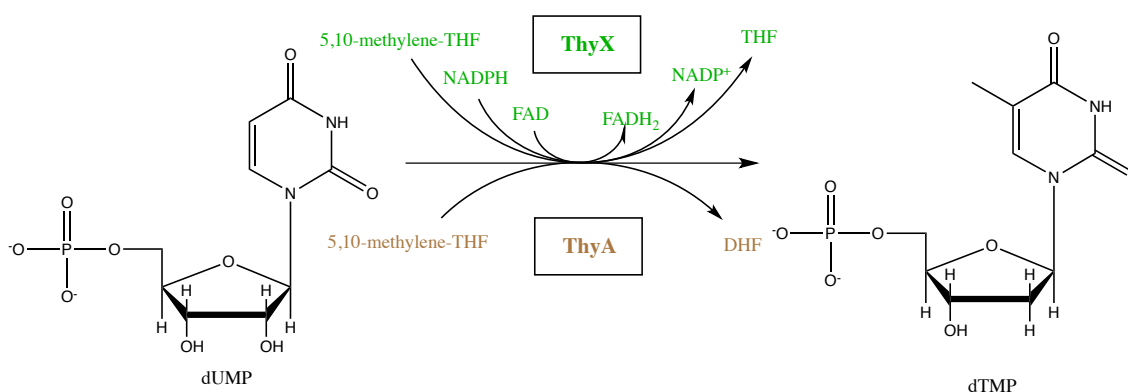 5,10-methylene-THF
ThyX
THF
NADPH
NADP⁺
FAD
FADH₂
5,10-methylene-THF
ThyA
DHF
O
NH
N
O
O
⁻O
P
O
O⁻
O
H
H
H
H
OH
OH
dUMP
O
NH
N
O
⁻O
P
O
O⁻
O
H
H
H
H
H
OH
dTMP